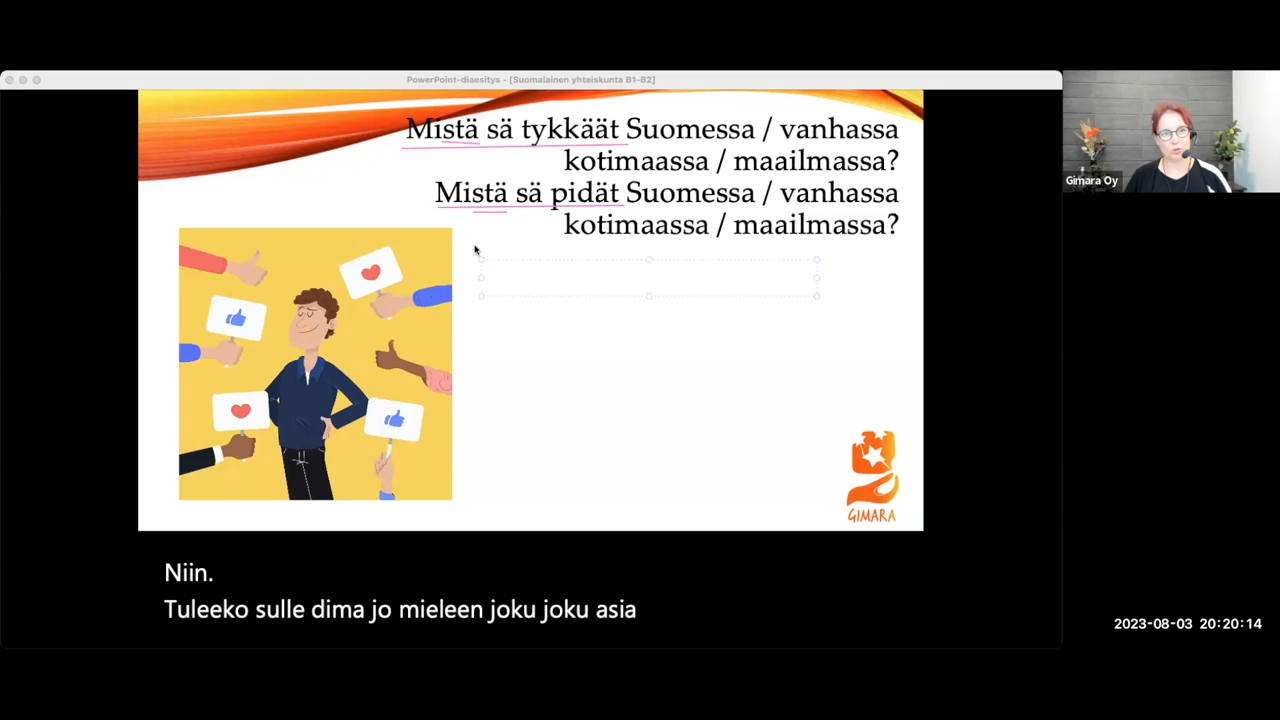 PowerPoint-diaesitys - [Suomalainen yhteiskunta B1-B2]
Mistä sä tykkäät Suomessa / vanhassa
kotimaassa / maailmassa?
Mistä sä pidät Suomessa / vanhassa
kotimaassa / maailmassa?
Gimara Oy
GIMARA
Niin.
Tuleeko sulle dima jo mieleen joku joku asia
2023-08-03 20:20:14